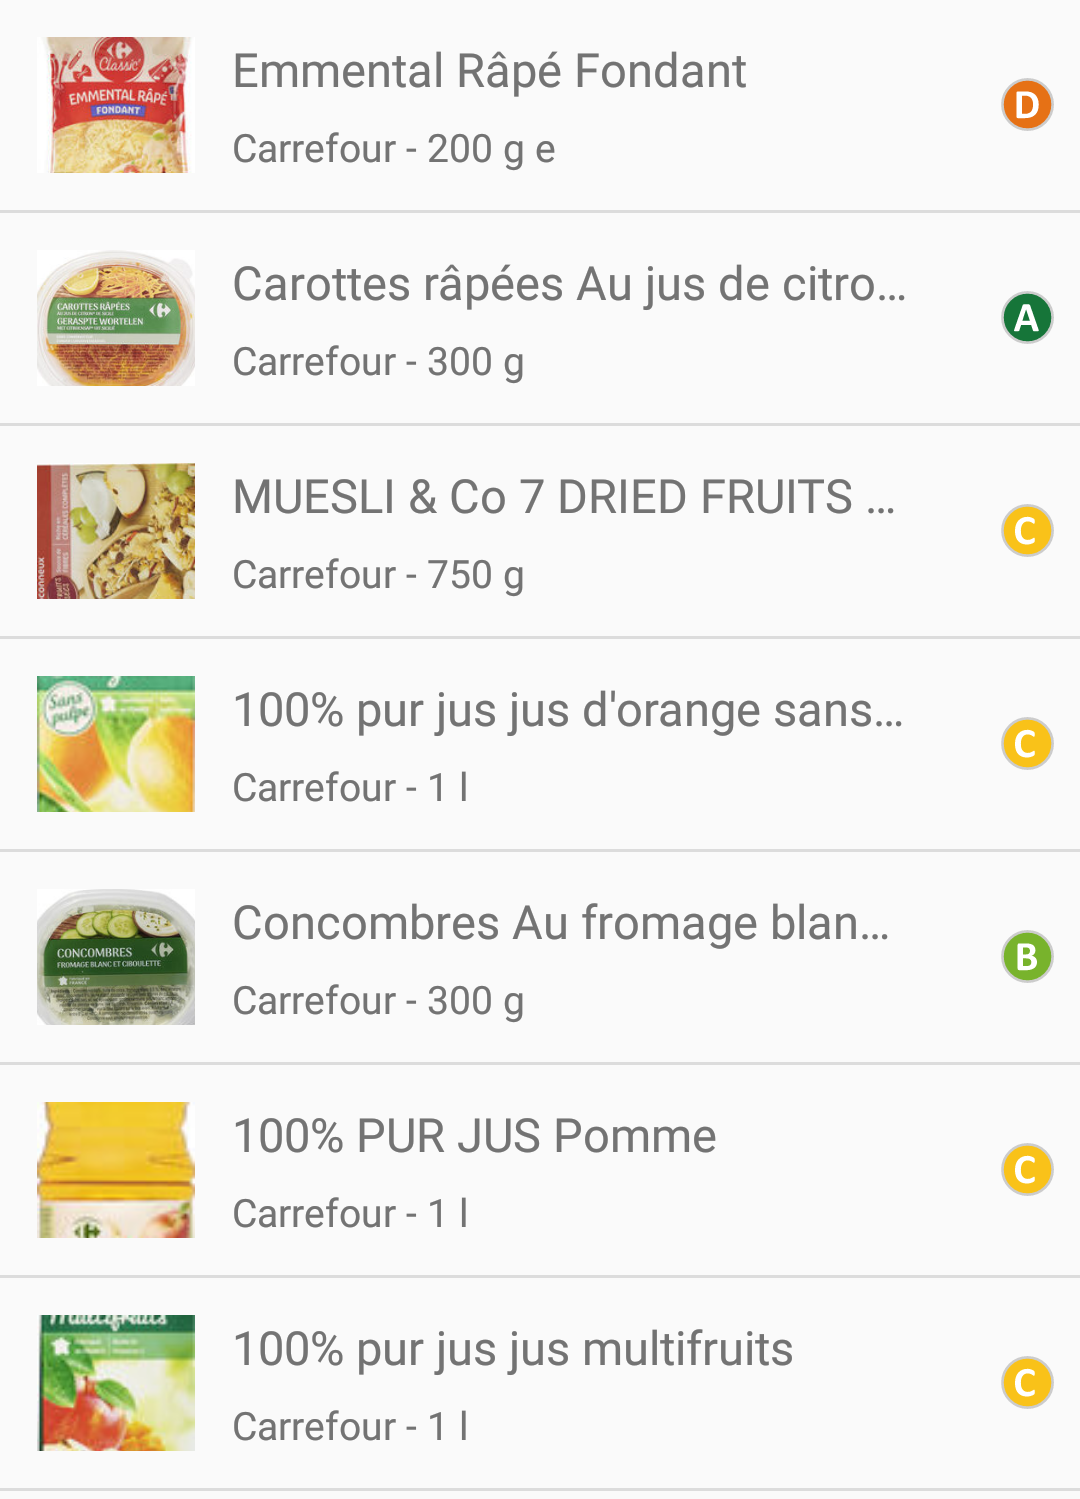 Classic'
EMMENTAL RÂPÉ
FONDANT
Emmental Râpé Fondant
Carrefour - 200 g e
D
CAROTTES RÂPÉES
GERASPTE WORTELEN
Carottes râpées Au jus de citro...
Carrefour - 300 g
A
MUESLI & Co 7 DRIED FRUITS ...
Carrefour - 750 g
C
Sans
pulpe
100% pur jus jus d'orange sans...
Carrefour - 1 l
C
CONCOMBRES
FROMAGE BLANC ET CIBOULETTE
Concombres Au fromage blan...
Carrefour - 300 g
B
100% PUR JUS Pomme
Carrefour - 1 l
C
Multifruits
100% pur jus jus multifruits
Carrefour - 1 l
C